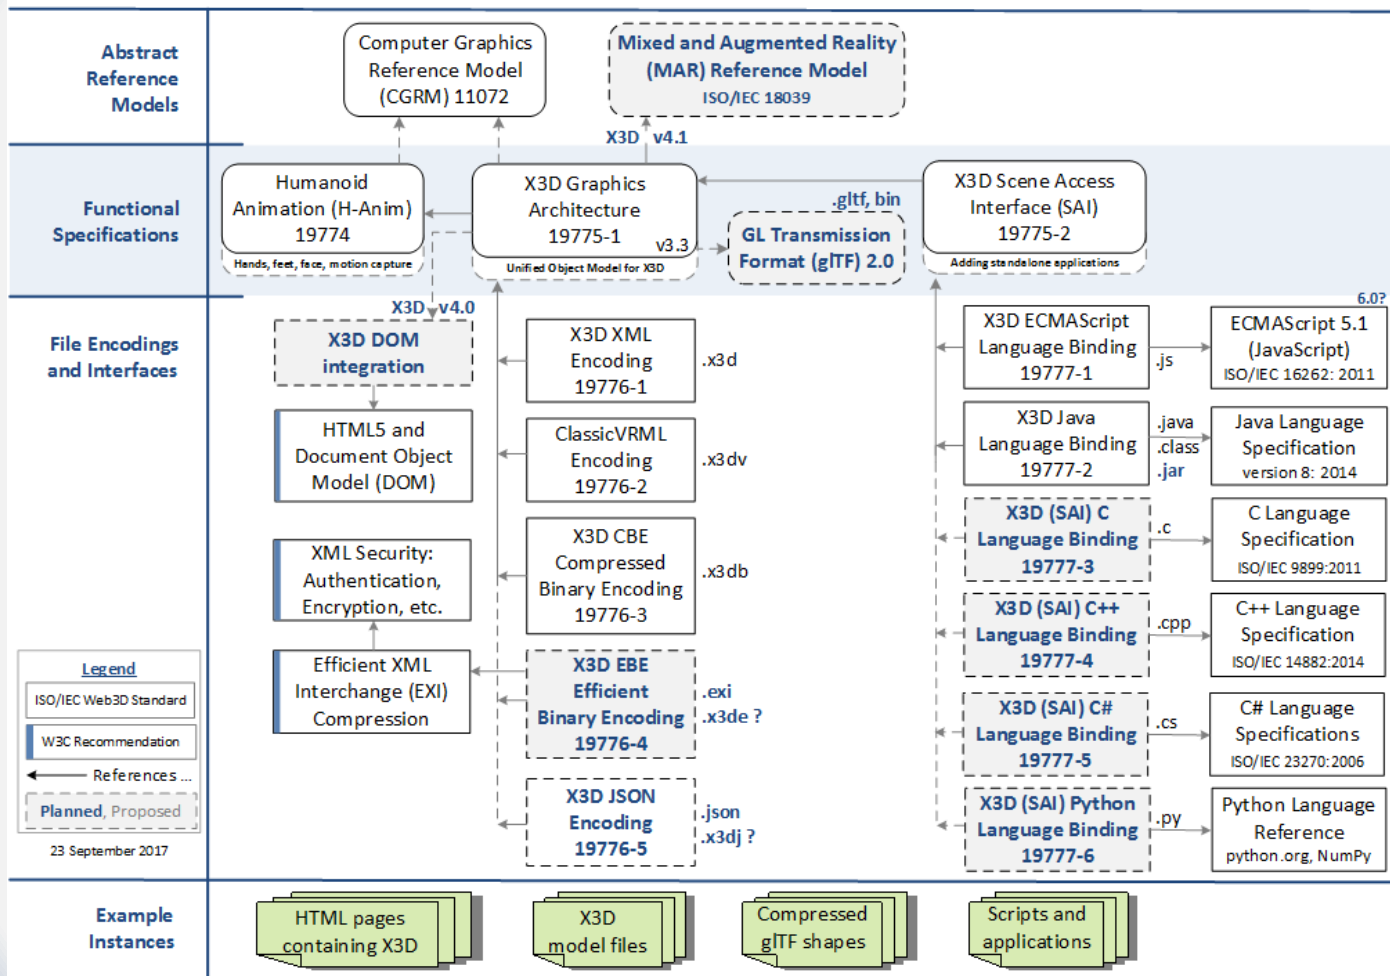 Abstract
Reference
Models
Computer Graphics
Reference Model
(CGRM) 11072
Mixed and Augmented Reality
(MAR) Reference Model
ISO/IEC 18039
X3D v4.1
Functional
Specifications
Humanoid
Animation (H-Anim)
19774
Hands, feet, face, motion capture
X3D Graphics
Architecture
19775-1
v3.3
Unified Object Model for X3D
.gltf, bin
GL Transmission
Format (glTF) 2.0
X3D Scene Access
Interface (SAI)
19775-2
Adding standalone applications
File Encodings
and Interfaces
X3D v4.0
X3D DOM
integration
HTML5 and
Document Object
Model (DOM)
XML Security:
Authentication,
Encryption, etc.
Efficient XML
Interchange (EXI)
Compression
X3D XML
Encoding
19776-1
.x3d
ClassicVRML
Encoding
19776-2
.x3dv
X3D CBE
Compressed
Binary Encoding
19776-3
.x3db
X3D EBE
Efficient
Binary Encoding
19776-4
.exi
.x3de ?
X3D JSON
Encoding
19776-5
.json
.x3dj ?
X3D ECMAScript
Language Binding
19777-1
.js
6.0?
ECMAScript 5.1
(JavaScript)
ISO/IEC 16262: 2011
X3D Java
Language Binding
19777-2
.java
.class
.jar
Java Language
Specification
version 8: 2014
X3D (SAI) C
Language Binding
19777-3
.c
C Language
Specification
ISO/IEC 9899:2011
X3D (SAI) C++
Language Binding
19777-4
.cpp
C++ Language
Specification
ISO/IEC 14882:2014
X3D (SAI) C#
Language Binding
19777-5
.cs
C# Language
Specifications
ISO/IEC 23270:2006
X3D (SAI) Python
Language Binding
19777-6
.py
Python Language
Reference
python.org, NumPy
Legend
ISO/IEC Web3D Standard
W3C Recommendation
References ...
Planned, Proposed
23 September 2017
Example
Instances
HTML pages
containing X3D
X3D
model files
Compressed
glTF shapes
Scripts and
applications